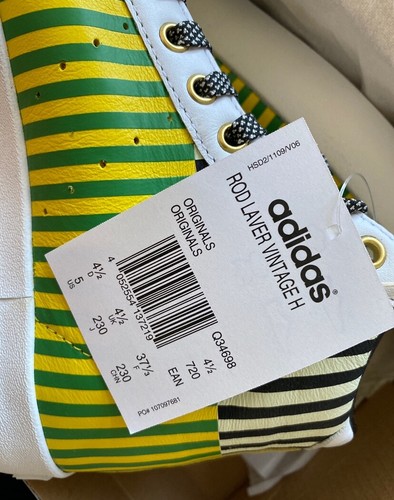 HSD2/1109/V06
adidas
ROD LAVER VINTAGE H
ORIGINALS
ORIGINALS
Q34698
4 052554 137219
4½ 4½ 37⅓ 720 4½
D UK F EAN
5 230 230
US J CHN
PO# 107097681